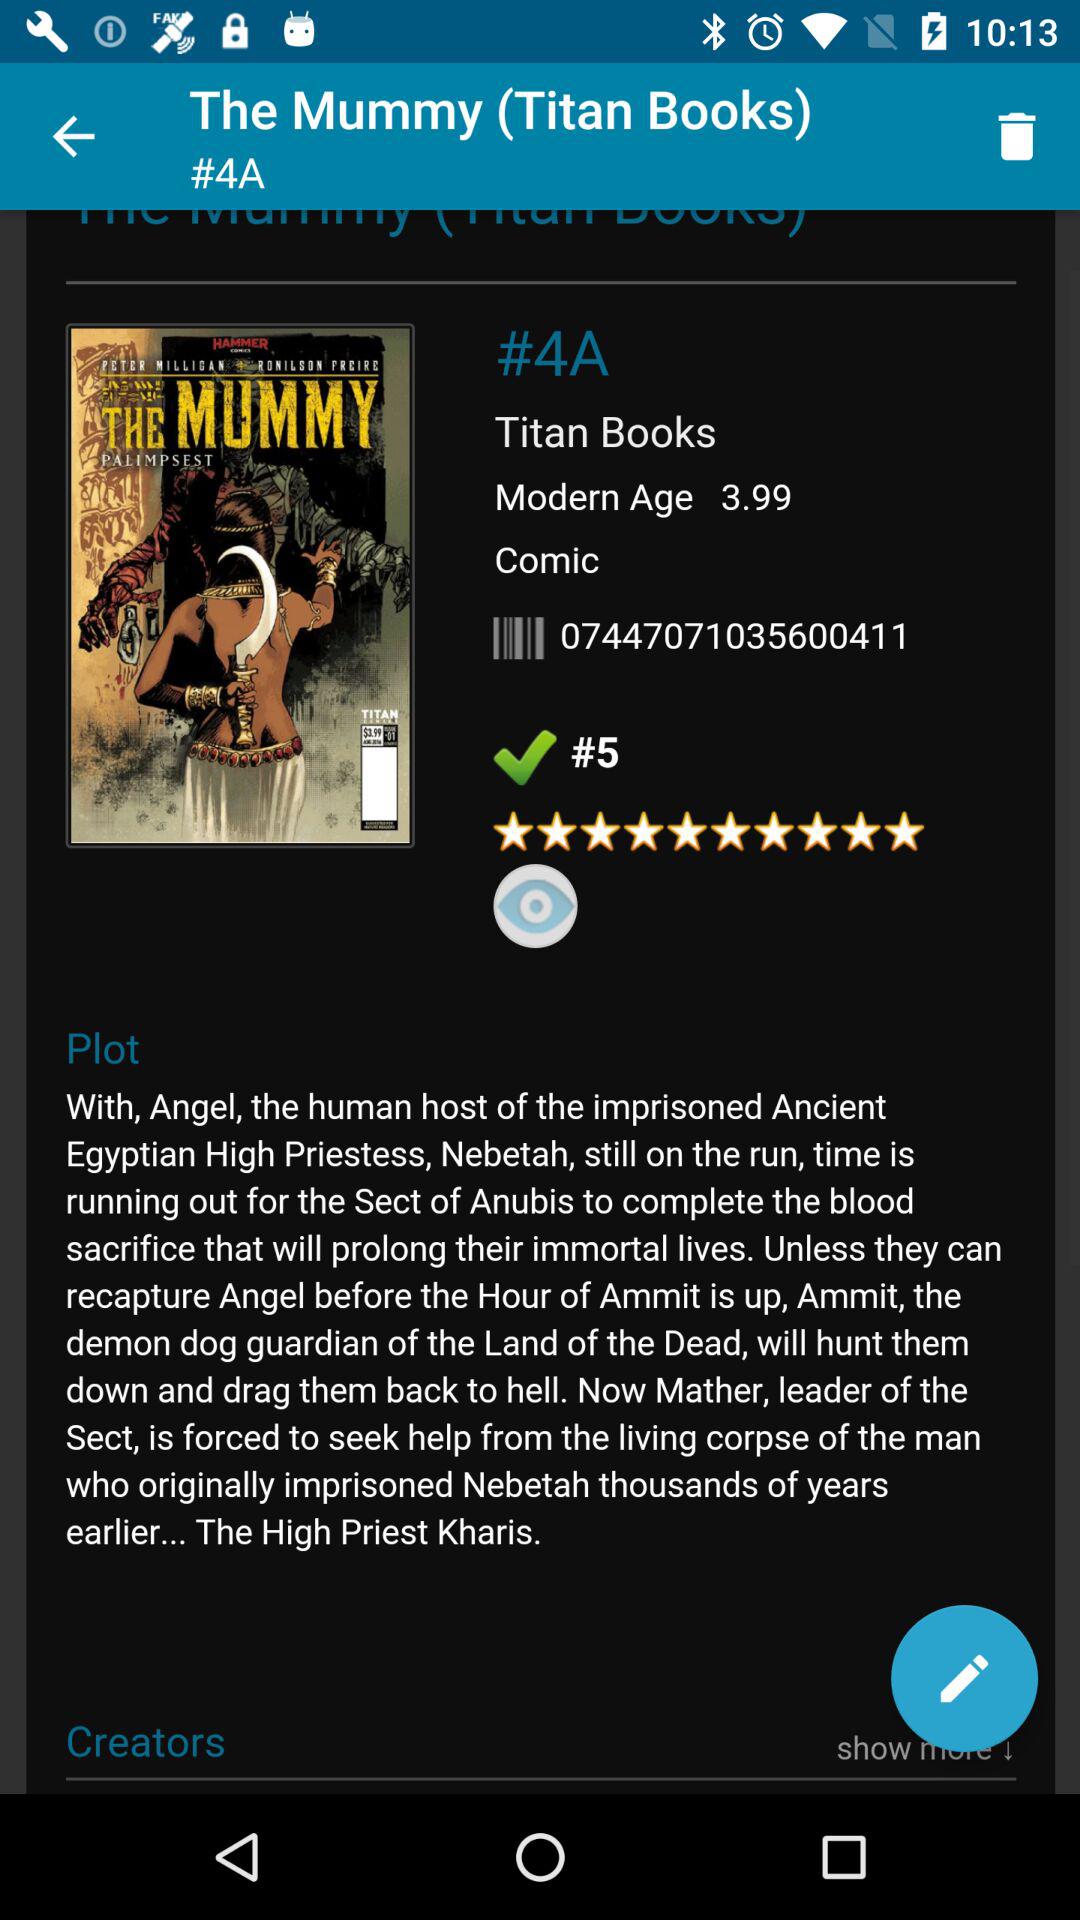 FAKE
10:13
The Mummy (Titan Books)
#4A
The Mummy (Titan Books)
HAMMER
COMICS
PETER MILLIGAN RONILSON FREIRE
THE MUMMY
PALIMPSEST
TITAN
$3.99
#4A
Titan Books
Modern Age 3.99
Comic
07447071035600411
#5
Plot
With, Angel, the human host of the imprisoned Ancient
Egyptian High Priestess, Nebetah, still on the run, time is
running out for the Sect of Anubis to complete the blood
sacrifice that will prolong their immortal lives. Unless they can
recapture Angel before the Hour of Ammit is up, Ammit, the
demon dog guardian of the Land of the Dead, will hunt them
down and drag them back to hell. Now Mather, leader of the
Sect, is forced to seek help from the living corpse of the man
who originally imprisoned Nebetah thousands of years
earlier... The High Priest Kharis.
Creators
show more ↓